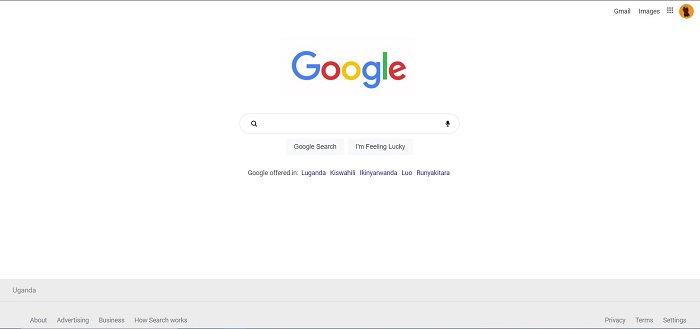 Gmail Images
Google
Google Search I'm Feeling Lucky
Google offered in: Luganda Kiswahili Ikinyarwanda Luo Runyakitara
Uganda
About Advertising Business How Search works Privacy Terms Settings